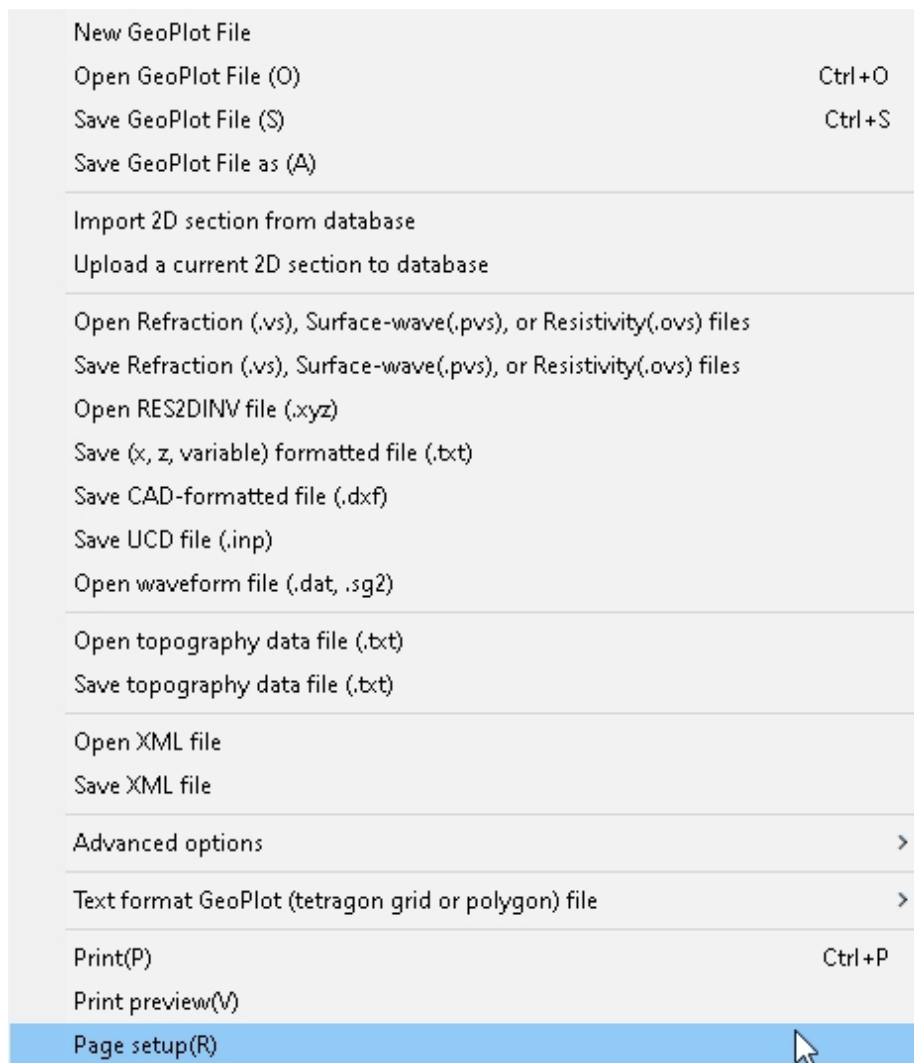 New GeoPlot File
Open GeoPlot File (O) Ctrl+O
Save GeoPlot File (S) Ctrl+S
Save GeoPlot File as (A)
Import 2D section from database
Upload a current 2D section to database
Open Refraction (.vs), Surface-wave(.pvs), or Resistivity(.ovs) files
Save Refraction (.vs), Surface-wave(.pvs), or Resistivity(.ovs) files
Open RES2DINV file (.xyz)
Save (x, z, variable) formatted file (.txt)
Save CAD-formatted file (.dxf)
Save UCD file (.inp)
Open waveform file (.dat, .sg2)
Open topography data file (.txt)
Save topography data file (.txt)
Open XML file
Save XML file
Advanced options
Text format GeoPlot (tetragon grid or polygon) file
Print(P) Ctrl+P
Print preview(V)
Page setup(R)